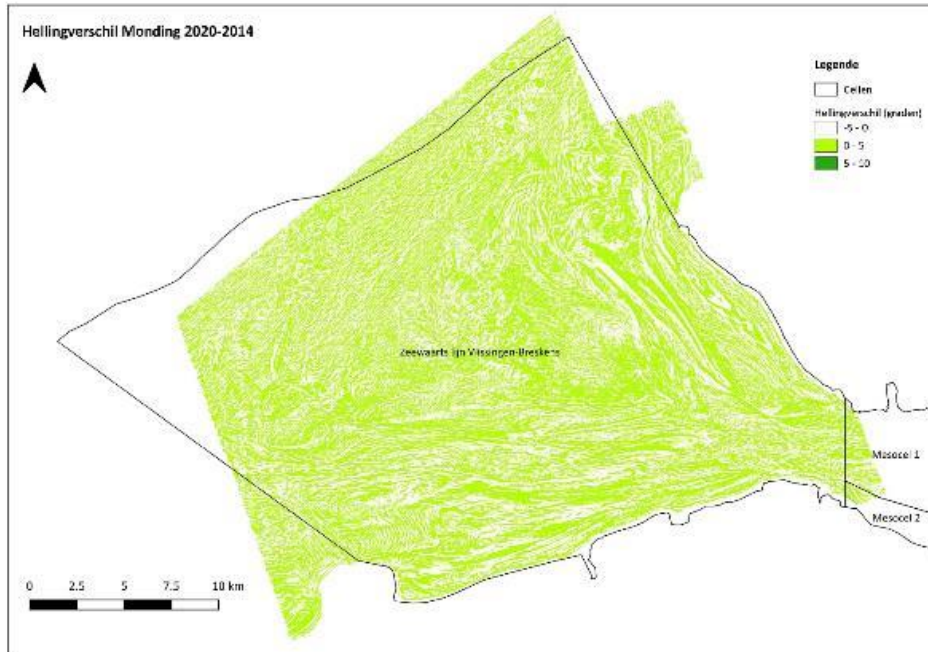 Hellingverschil Monding 2020-2014
Legende
Cellen
Hellingverschil (graden)
-5 - 0
0 - 5
5 - 10
Zeewaarts lijn Vlissingen-Breskens
Mesocel 1
Mesocel 2
0 2.5 5 7.5 10 km